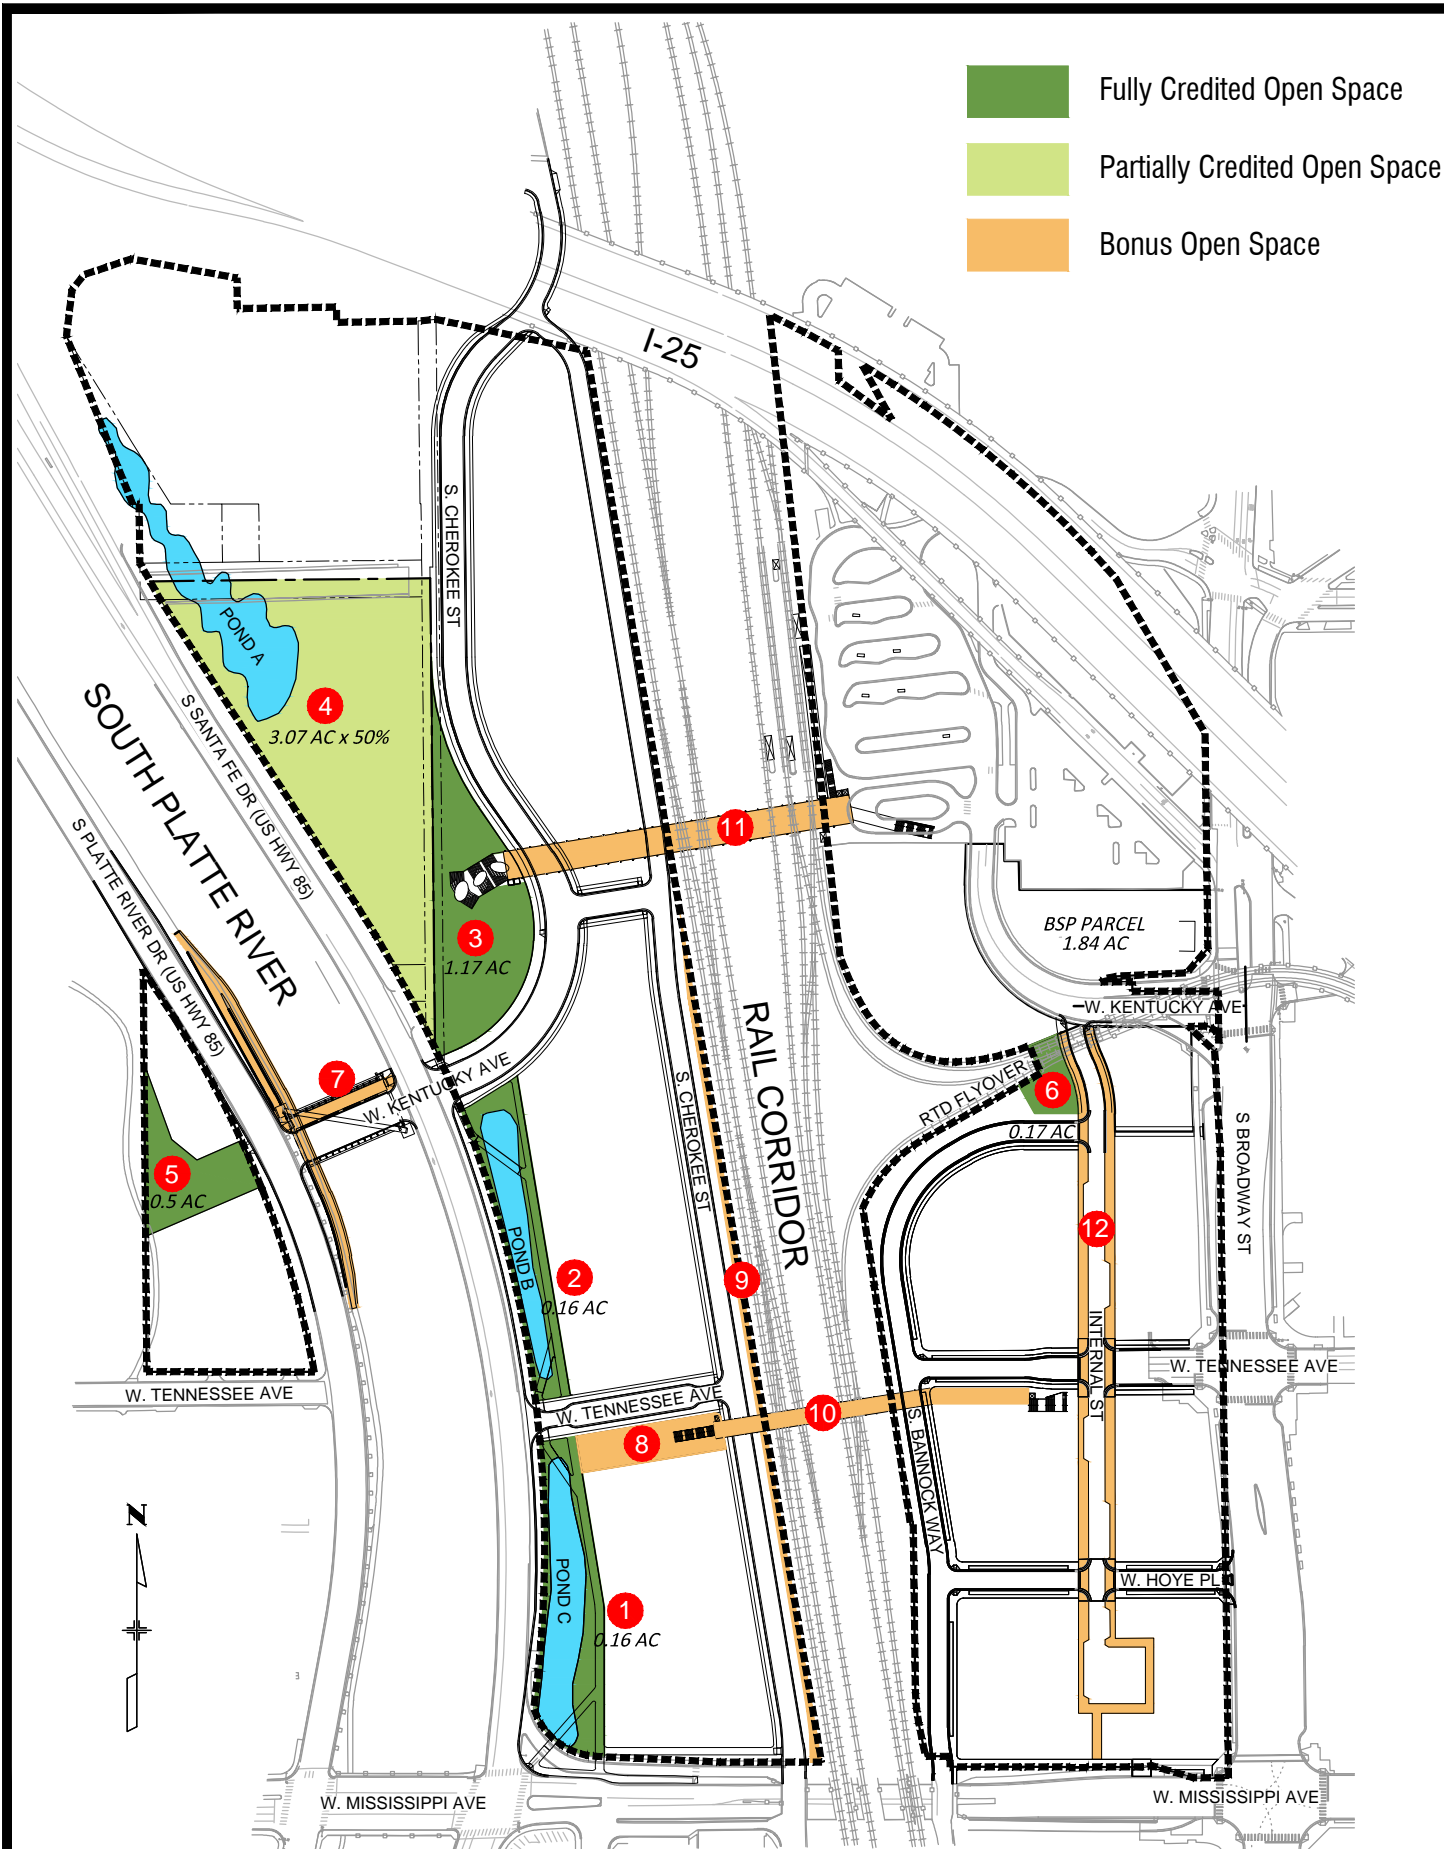 Fully Credited Open Space
Partially Credited Open Space
Bonus Open Space
I-25
S. CHEROKEE ST
POND A
4
3.07 AC x 50%
SOUTH PLATTE RIVER
S SANTA FE DR (US HWY 85)
S PLATTE RIVER DR (US HWY 85)
11
3
1.17 AC
BSP PARCEL
1.84 AC
W. KENTUCKY AVE
RAIL CORRIDOR
7
W. KENTUCKY AVE
S. CHEROKEE ST
RTD FLYOVER
6
0.17 AC
S BROADWAY ST
5
0.5 AC
POND B
2
0.16 AC
9
12
INTERNAL ST
W. TENNESSEE AVE
W. TENNESSEE AVE
W. TENNESSEE AVE
10
8
S. BANNOCK WAY
N
POND C
1
0.16 AC
W. HOYE PL
W. MISSISSIPPI AVE
W. MISSISSIPPI AVE